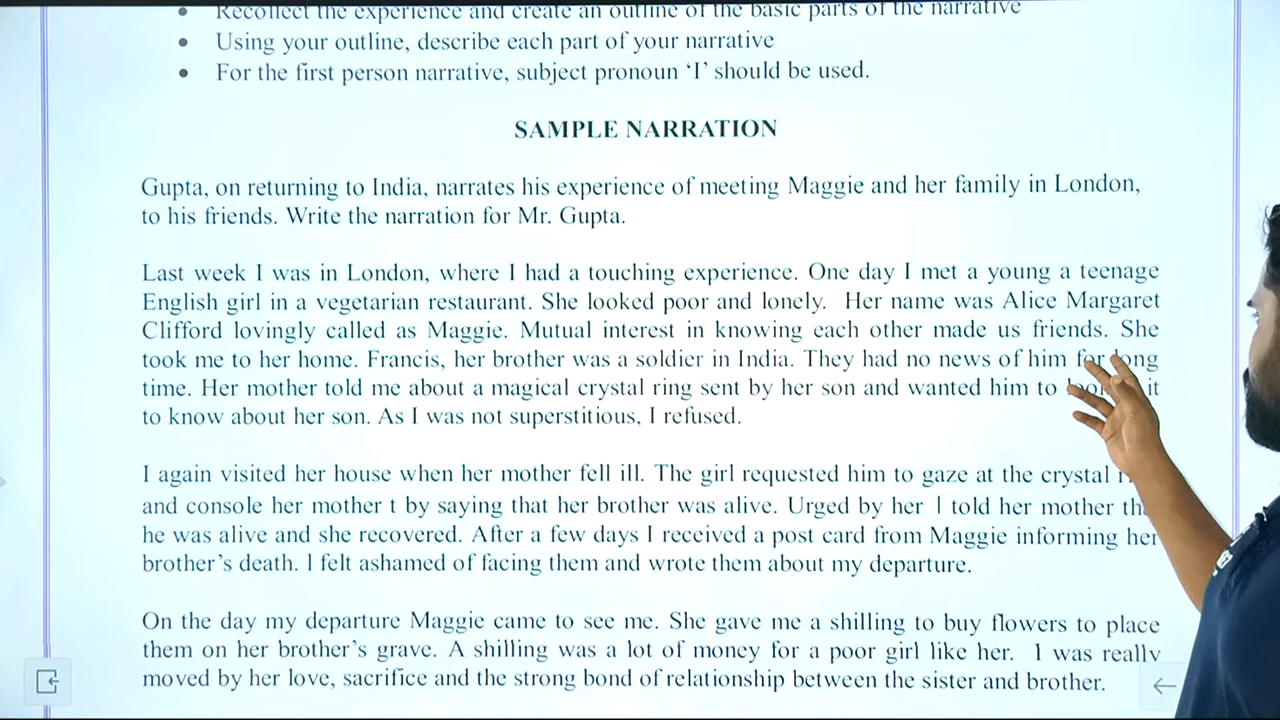 Recollect the experience and create an outline of the basic parts of the narrative
Using your outline, describe each part of your narrative
For the first person narrative, subject pronoun ‘I’ should be used.
SAMPLE NARRATION
Gupta, on returning to India, narrates his experience of meeting Maggie and her family in London,
to his friends. Write the narration for Mr. Gupta.
Last week I was in London, where I had a touching experience. One day I met a young a teenage
English girl in a vegetarian restaurant. She looked poor and lonely. Her name was Alice Margaret
Clifford lovingly called as Maggie. Mutual interest in knowing each other made us friends. She
took me to her home. Francis, her brother was a soldier in India. They had no news of him for long
time. Her mother told me about a magical crystal ring sent by her son and wanted him to it
to know about her son. As I was not superstitious, I refused.
I again visited her house when her mother fell ill. The girl requested him to gaze at the crystal
and console her mother t by saying that her brother was alive. Urged by her I told her mother
he was alive and she recovered. After a few days I received a post card from Maggie informing her
brother’s death. I felt ashamed of facing them and wrote them about my departure.
On the day my departure Maggie came to see me. She gave me a shilling to buy flowers to place
them on her brother’s grave. A shilling was a lot of money for a poor girl like her. I was really
moved by her love, sacrifice and the strong bond of relationship between the sister and brother.